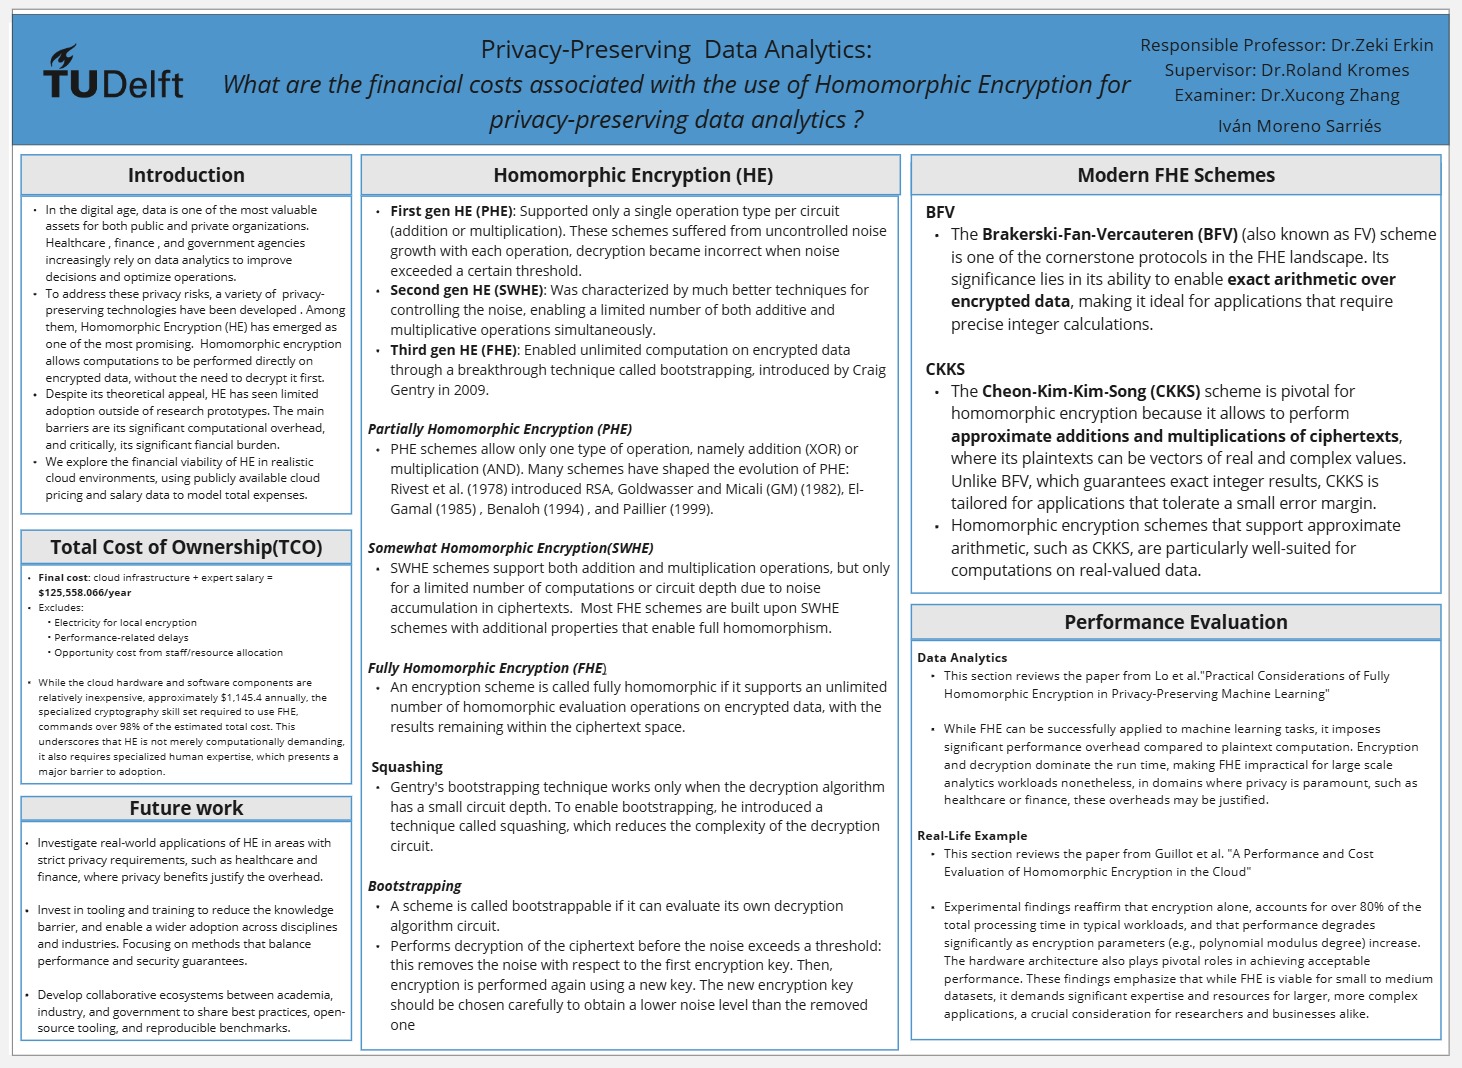 TUDelft
Privacy-Preserving Data Analytics:
What are the financial costs associated with the use of Homomorphic Encryption for
privacy-preserving data analytics ?
Responsible Professor: Dr.Zeki Erkin
Supervisor: Dr.Roland Kromes
Examiner: Dr.Xucong Zhang
Iván Moreno Sarriés
Introduction
• In the digital age, data is one of the most valuable
assets for both public and private organizations.
Healthcare , finance , and government agencies
increasingly rely on data analytics to improve
decisions and optimize operations.
• To address these privacy risks, a variety of privacy-
preserving technologies have been developed . Among
them, Homomorphic Encryption (HE) has emerged as
one of the most promising. Homomorphic encryption
allows computations to be performed directly on
encrypted data, without the need to decrypt it first.
• Despite its theoretical appeal, HE has seen limited
adoption outside of research prototypes. The main
barriers are its significant computational overhead,
and critically, its significant fiancial burden.
• We explore the financial viability of HE in realistic
cloud environments, using publicly available cloud
pricing and salary data to model total expenses.
Total Cost of Ownership(TCO)
• Final cost: cloud infrastructure + expert salary =
$125,558.066/year
• Excludes:
• Electricity for local encryption
• Performance-related delays
• Opportunity cost from staff/resource allocation
• While the cloud hardware and software components are
relatively inexpensive, approximately $1,145.4 annually, the
specialized cryptography skill set required to use FHE,
commands over 98% of the estimated total cost. This
underscores that HE is not merely computationally demanding,
it also requires specialized human expertise, which presents a
major barrier to adoption.
Future work
• Investigate real-world applications of HE in areas with
strict privacy requirements, such as healthcare and
finance, where privacy benefits justify the overhead.
• Invest in tooling and training to reduce the knowledge
barrier, and enable a wider adoption across disciplines
and industries. Focusing on methods that balance
performance and security guarantees.
• Develop collaborative ecosystems between academia,
industry, and government to share best practices, open-
source tooling, and reproducible benchmarks.
Homomorphic Encryption (HE)
• First gen HE (PHE): Supported only a single operation type per circuit
(addition or multiplication). These schemes suffered from uncontrolled noise
growth with each operation, decryption became incorrect when noise
exceeded a certain threshold.
• Second gen HE (SWHE): Was characterized by much better techniques for
controlling the noise, enabling a limited number of both additive and
multiplicative operations simultaneously.
• Third gen HE (FHE): Enabled unlimited computation on encrypted data
through a breakthrough technique called bootstrapping, introduced by Craig
Gentry in 2009.
Partially Homomorphic Encryption (PHE)
• PHE schemes allow only one type of operation, namely addition (XOR) or
multiplication (AND). Many schemes have shaped the evolution of PHE:
Rivest et al. (1978) introduced RSA, Goldwasser and Micali (GM) (1982), El-
Gamal (1985) , Benaloh (1994) , and Paillier (1999).
Somewhat Homomorphic Encryption(SWHE)
• SWHE schemes support both addition and multiplication operations, but only
for a limited number of computations or circuit depth due to noise
accumulation in ciphertexts. Most FHE schemes are built upon SWHE
schemes with additional properties that enable full homomorphism.
Fully Homomorphic Encryption (FHE)
• An encryption scheme is called fully homomorphic if it supports an unlimited
number of homomorphic evaluation operations on encrypted data, with the
results remaining within the ciphertext space.
Squashing
• Gentry's bootstrapping technique works only when the decryption algorithm
has a small circuit depth. To enable bootstrapping, he introduced a
technique called squashing, which reduces the complexity of the decryption
circuit.
Bootstrapping
• A scheme is called bootstrappable if it can evaluate its own decryption
algorithm circuit.
• Performs decryption of the ciphertext before the noise exceeds a threshold:
this removes the noise with respect to the first encryption key. Then,
encryption is performed again using a new key. The new encryption key
should be chosen carefully to obtain a lower noise level than the removed
one
Modern FHE Schemes
BFV
• The Brakerski-Fan-Vercauteren (BFV) (also known as FV) scheme
is one of the cornerstone protocols in the FHE landscape. Its
significance lies in its ability to enable exact arithmetic over
encrypted data, making it ideal for applications that require
precise integer calculations.
CKKS
• The Cheon-Kim-Kim-Song (CKKS) scheme is pivotal for
homomorphic encryption because it allows to perform
approximate additions and multiplications of ciphertexts,
where its plaintexts can be vectors of real and complex values.
Unlike BFV, which guarantees exact integer results, CKKS is
tailored for applications that tolerate a small error margin.
• Homomorphic encryption schemes that support approximate
arithmetic, such as CKKS, are particularly well-suited for
computations on real-valued data.
Performance Evaluation
Data Analytics
• This section reviews the paper from Lo et al."Practical Considerations of Fully
Homomorphic Encryption in Privacy-Preserving Machine Learning"
• While FHE can be successfully applied to machine learning tasks, it imposes
significant performance overhead compared to plaintext computation. Encryption
and decryption dominate the run time, making FHE impractical for large scale
analytics workloads nonetheless, in domains where privacy is paramount, such as
healthcare or finance, these overheads may be justified.
Real-Life Example
• This section reviews the paper from Guillot et al. "A Performance and Cost
Evaluation of Homomorphic Encryption in the Cloud"
• Experimental findings reaffirm that encryption alone, accounts for over 80% of the
total processing time in typical workloads, and that performance degrades
significantly as encryption parameters (e.g., polynomial modulus degree) increase.
The hardware architecture also plays pivotal roles in achieving acceptable
performance. These findings emphasize that while FHE is viable for small to medium
datasets, it demands significant expertise and resources for larger, more complex
applications, a crucial consideration for researchers and businesses alike.